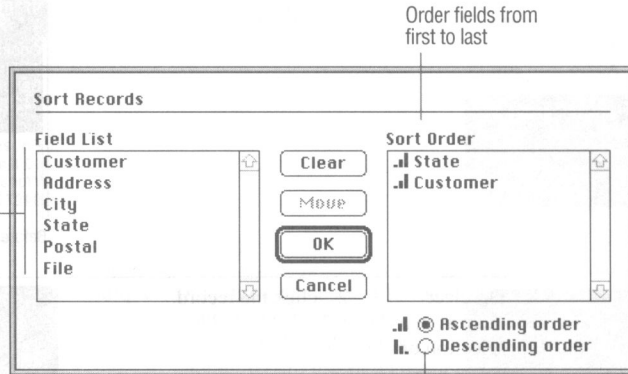 Order fields from
first to last
Sort Records
Field List
Customer
Address
City
State
Postal
File
Clear
Move
OK
Cancel
Sort Order
State
Customer
Ascending order
Descending order